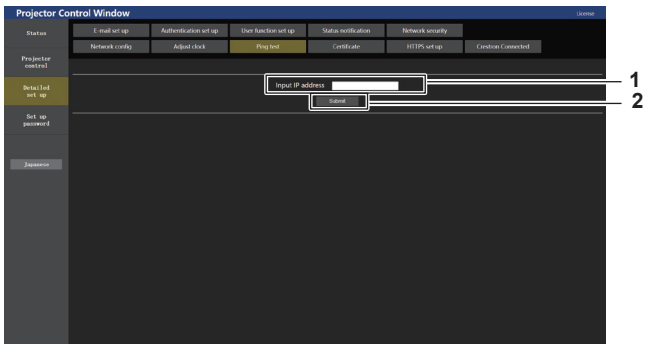 Projector Control Window
License
Status
E-mail set up
Authentication set up
User function set up
Status notification
Network security
Network config
Adjust clock
Ping test
Certificate
HTTPS set up
Crestron Connected
Projector
control
Detailed
set up
Set up
password
Japanese
Input IP address
1
Submit
2